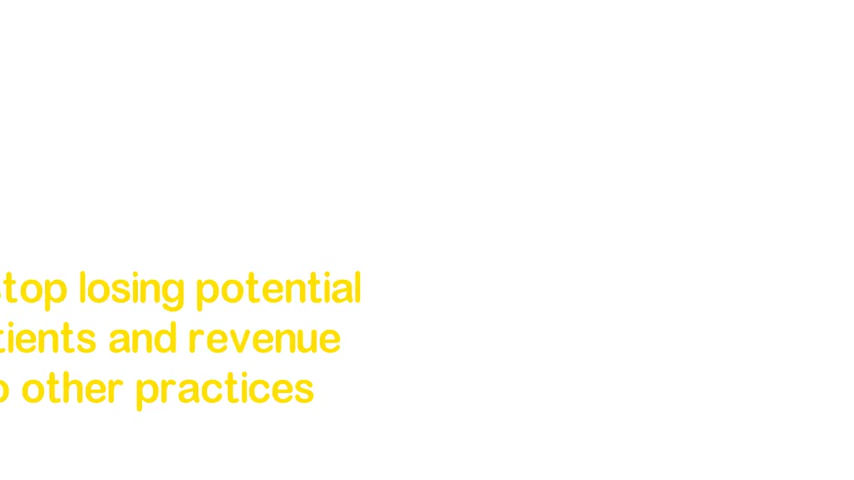 top losing potential
tients and revenue
o other practices